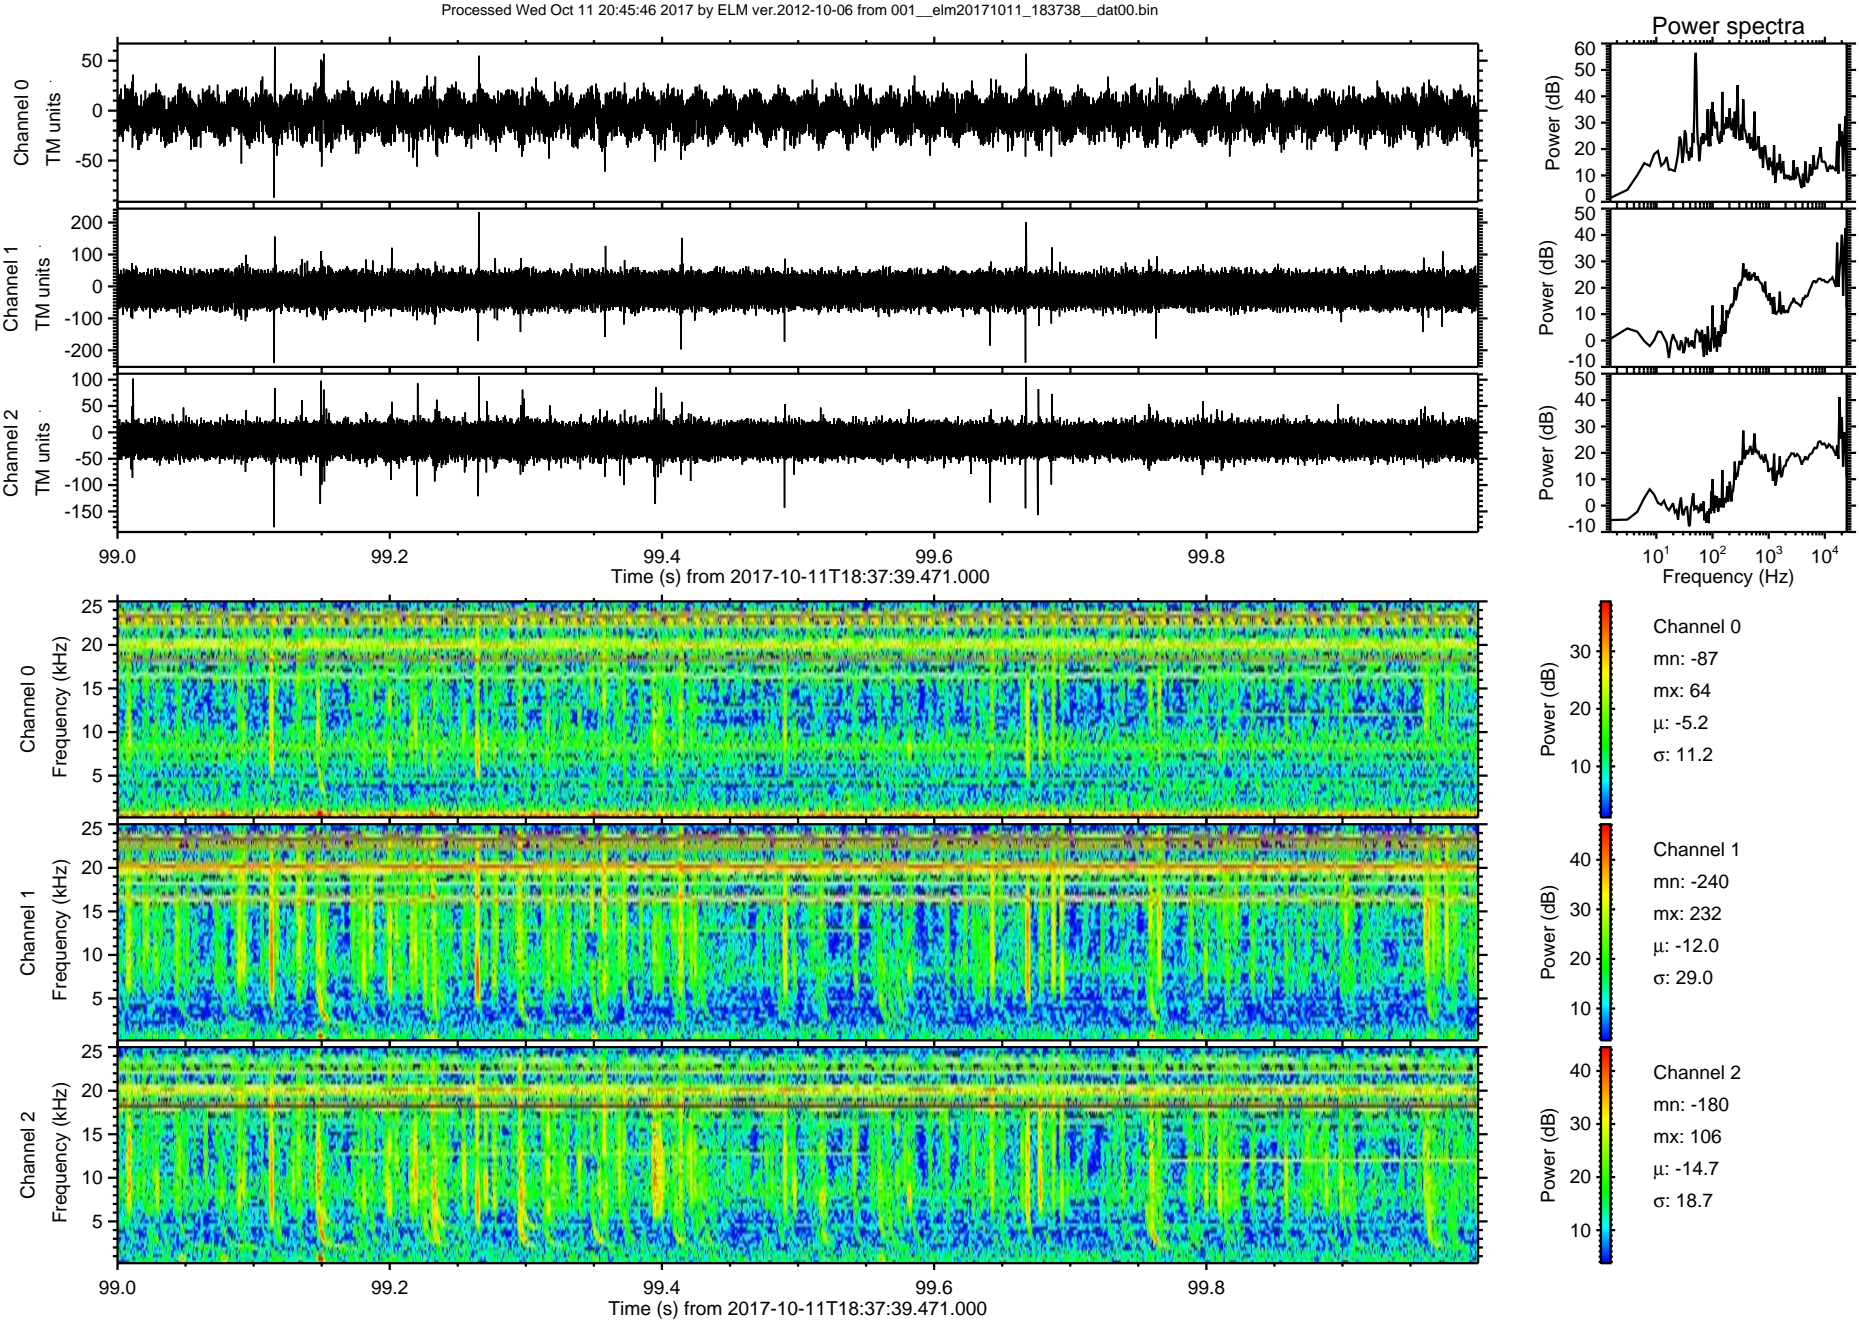 Processed Wed Oct 11 20:45:46 2017 by ELM ver.2012-10-06 from 001__elm20171011_183738__dat00.bin
Power spectra
Channel 0
TM units
50
0
-50
Power (dB)
60
50
40
30
20
10
0
Channel 1
TM units
200
100
0
-100
-200
Power (dB)
50
40
30
20
10
0
-10
Channel 2
TM units
100
50
0
-50
-100
-150
Power (dB)
50
40
30
20
10
0
-10
99.0 99.2 99.4 99.6 99.8
Time (s) from 2017-10-11T18:37:39.471.000
10¹ 10² 10³ 10⁴
Frequency (Hz)
Channel 0
Frequency (kHz)
25
20
15
10
5
Power (dB)
30
20
10
Channel 0
mn: -87
mx: 64
μ: -5.2
σ: 11.2
Channel 1
Frequency (kHz)
25
20
15
10
5
Power (dB)
40
30
20
10
Channel 1
mn: -240
mx: 232
μ: -12.0
σ: 29.0
Channel 2
Frequency (kHz)
25
20
15
10
5
Power (dB)
40
30
20
10
Channel 2
mn: -180
mx: 106
μ: -14.7
σ: 18.7
99.0 99.2 99.4 99.6 99.8
Time (s) from 2017-10-11T18:37:39.471.000